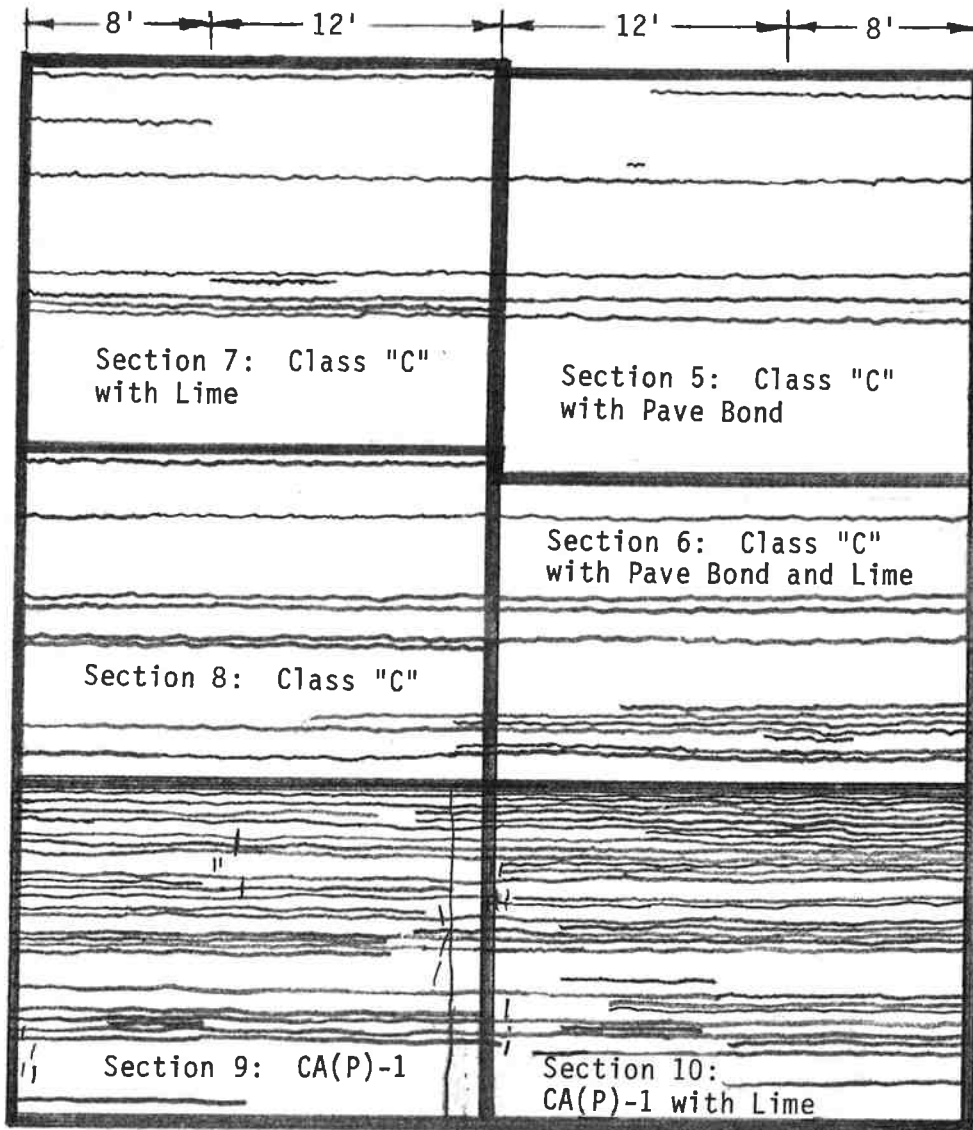 8' 12' 12' 8'
Section 7: Class "C"
with Lime
Section 5: Class "C"
with Pave Bond
Section 6: Class "C"
with Pave Bond and Lime
Section 8: Class "C"
Section 9: CA(P)-1
Section 10:
CA(P)-1 with Lime